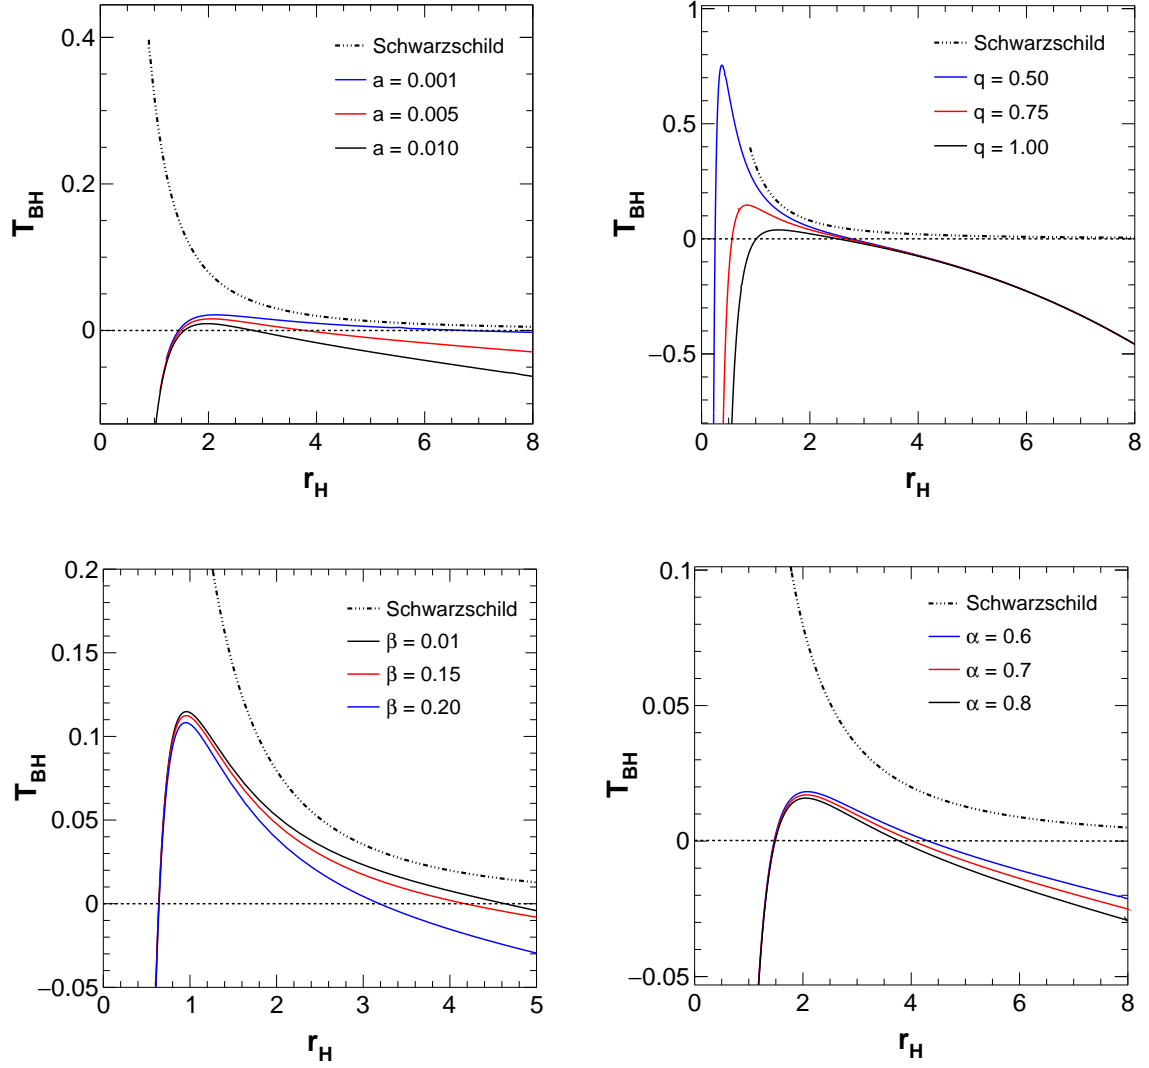 0.4
0.2
0
T_BH
Schwarzschild
a = 0.001
a = 0.005
a = 0.010
0 2 4 6 8
r_H
1
0.5
0
−0.5
T_BH
Schwarzschild
q = 0.50
q = 0.75
q = 1.00
0 2 4 6 8
r_H
0.2
0.15
0.1
0.05
0
−0.05
T_BH
Schwarzschild
β = 0.01
β = 0.15
β = 0.20
0 1 2 3 4 5
r_H
0.1
0.05
0
−0.05
T_BH
Schwarzschild
α = 0.6
α = 0.7
α = 0.8
0 2 4 6 8
r_H